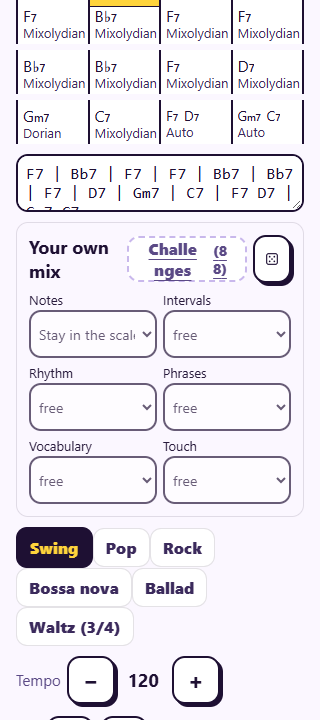 F7 B♭7 F7 F7
Mixolydian Mixolydian Mixolydian Mixolydian
B♭7 B♭7 F7 D7
Mixolydian Mixolydian Mixolydian Mixolydian
Gm7 C7 F7 D7 Gm7 C7
Dorian Mixolydian Auto Auto
F7 | Bb7 | F7 | F7 | Bb7 | Bb7
| F7 | D7 | Gm7 | C7 | F7 D7 |
Your own
mix
Challe
nges
(8
8)
Notes Intervals
Stay in the scale free
Rhythm Phrases
free free
Vocabulary Touch
free free
Swing Pop Rock
Bossa nova Ballad
Waltz (3/4)
Tempo − 120 +